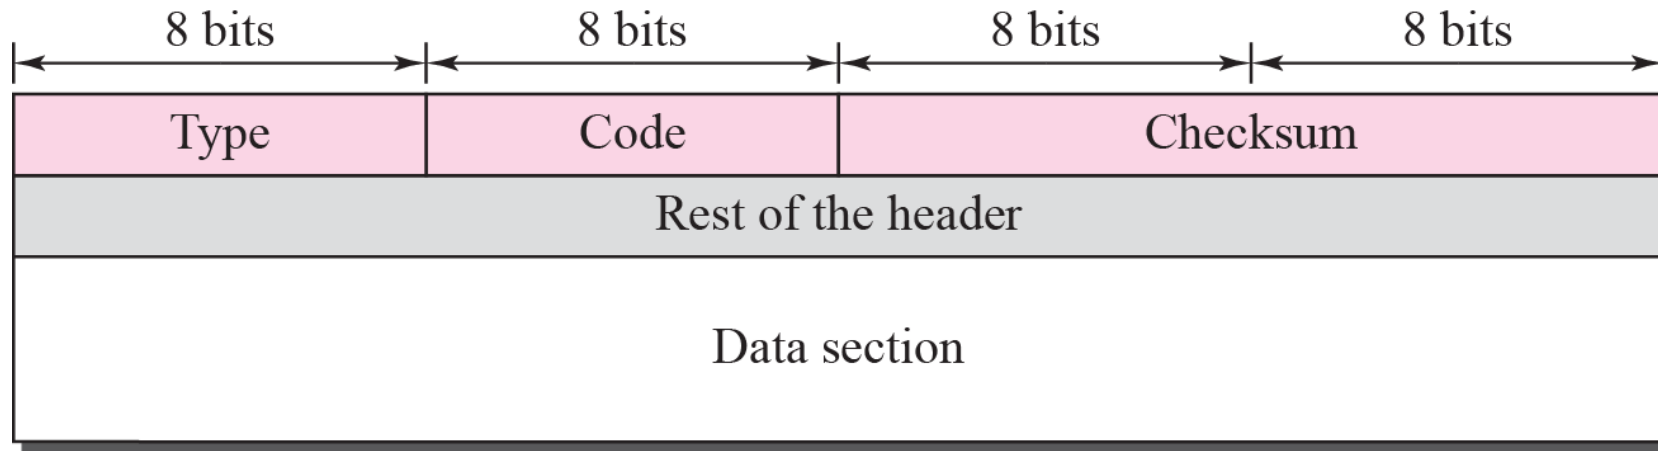 8 bits 8 bits 8 bits 8 bits
Type Code Checksum
Rest of the header
Data section